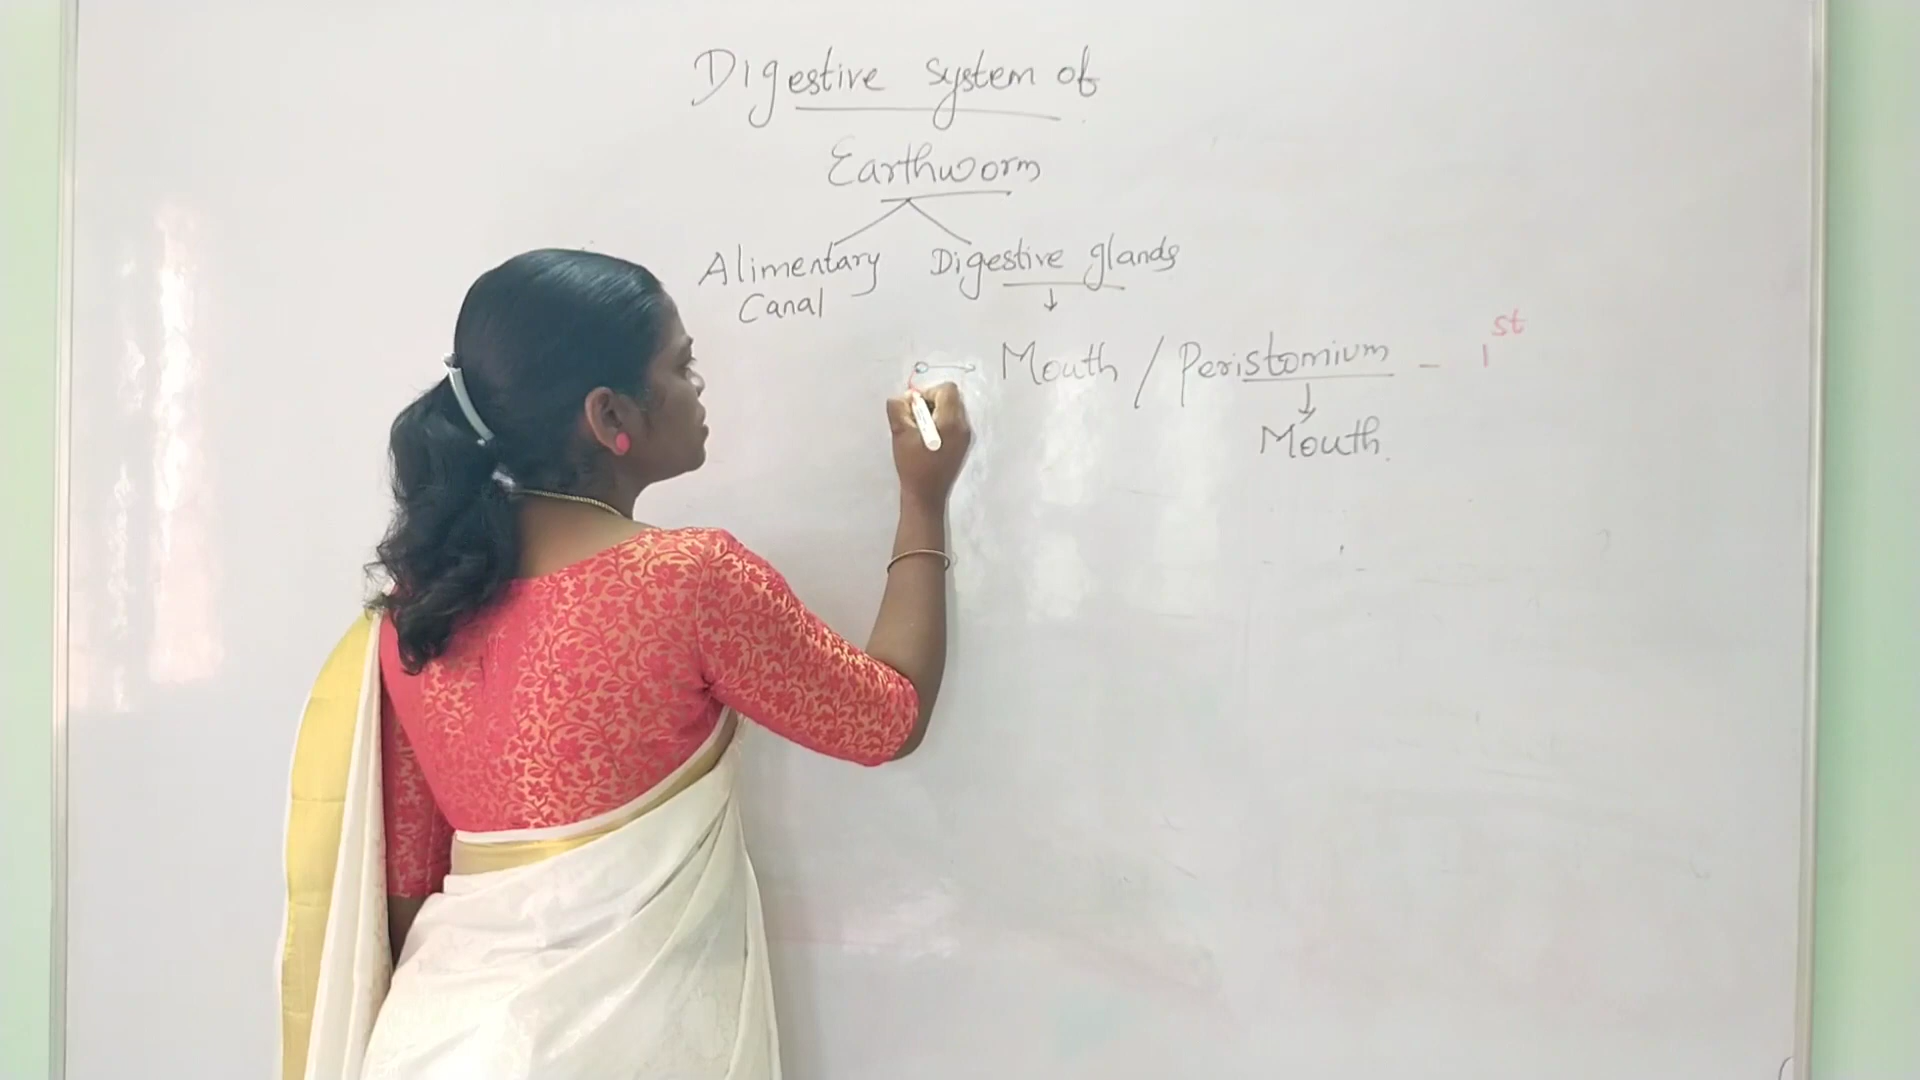 Digestive system of
Earthworm
Alimentary Digestive glands
Canal
Mouth / Peristomium - 1st
Mouth.